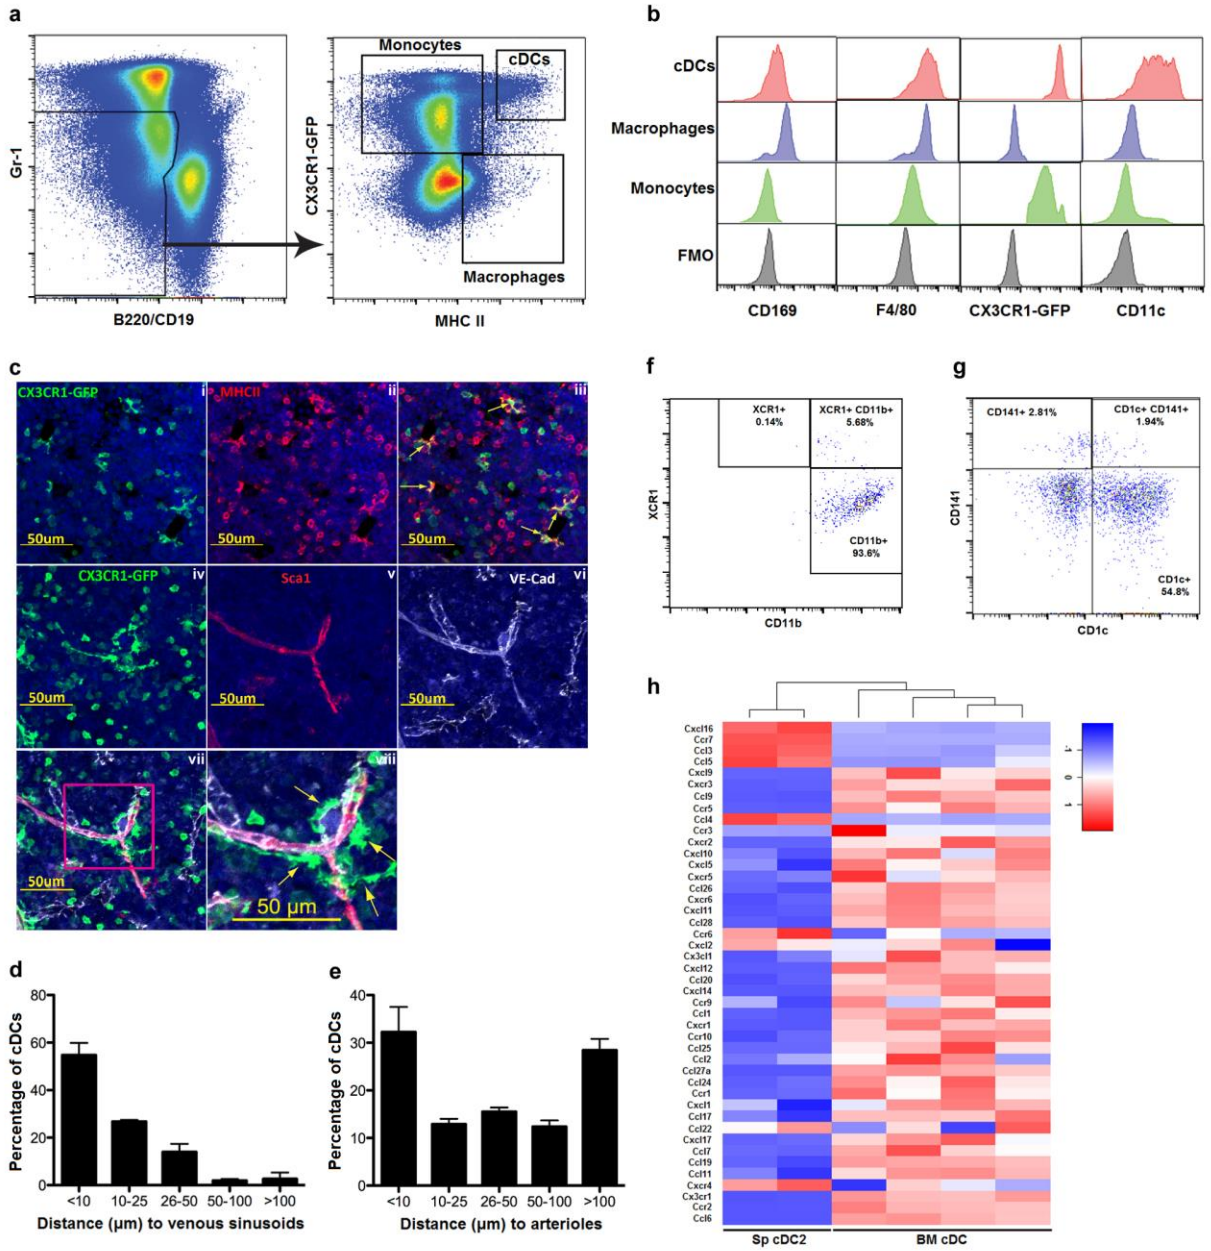 a
Gr-1
B220/CD19
Monocytes
cDCs
CX3CR1-GFP
Macrophages
MHC II
b
cDCs
Macrophages
Monocytes
FMO
CD169
F4/80
CX3CR1-GFP
CD11c
c
CX3CR1-GFP
i
50um
MHCII
ii
50um
iii
50um
CX3CR1-GFP
iv
50um
Sca1
v
50um
VE-Cad
vi
50um
vii
50um
viii
50 µm
d
Percentage of cDCs
80
60
40
20
0
<10
10-25
26-50
50-100
>100
Distance (µm) to venous sinusoids
e
Percentage of cDCs
40
30
20
10
0
<10
10-25
26-50
50-100
>100
Distance (µm) to arterioles
f
XCR1+
0.14%
XCR1+ CD11b+
5.68%
CD11b+
93.6%
XCR1
CD11b
g
CD141+ 2.81%
CD1c+ CD141+
1.94%
CD1c+
54.8%
CD141
CD1c
h
Cxcl16
Ccr7
Ccl3
Ccl5
Cxcl9
Cxcr3
Ccl9
Ccr5
Ccl4
Ccr3
Cxcr2
Cxcl10
Cxcl5
Cxcr5
Ccl26
Cxcr6
Cxcl11
Ccl28
Ccr6
Cxcl2
Cx3cl1
Cxcl12
Ccl20
Cxcl14
Ccr9
Ccl1
Cxcr1
Ccr10
Ccl25
Ccl2
Ccl27a
Ccl24
Ccr1
Cxcl1
Ccl17
Ccl22
Cxcl17
Ccl7
Ccl19
Ccl11
Cxcr4
Cx3cr1
Ccr2
Ccl6
-1
0
1
Sp cDC2
BM cDC